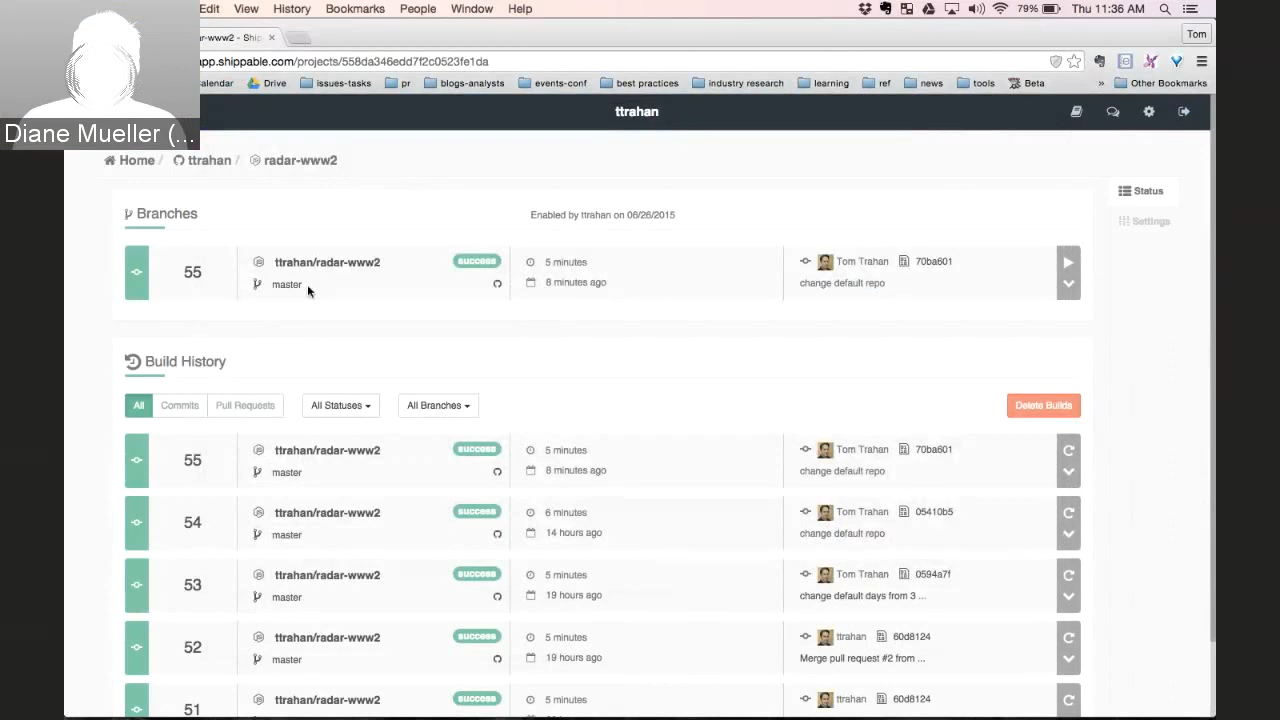 Edit View History Bookmarks People Window Help 79% Thu 11:36 AM
ar-www2 - Ship Tom
app.shippable.com/projects/558da346edd7f2c0523fe1da
alendar Drive issues-tasks pr blogs-analysts events-conf best practices industry research learning ref news tools Beta » Other Bookmarks
Diane Mueller (...
ttrahan
Home / ttrahan / radar-www2
Status
Settings
Branches Enabled by ttrahan on 06/26/2015
55 ttrahan/radar-www2 success 5 minutes Tom Trahan 70ba601
master 8 minutes ago change default repo
Build History
All Commits Pull Requests All Statuses All Branches Delete Builds
55 ttrahan/radar-www2 success 5 minutes Tom Trahan 70ba601
master 8 minutes ago change default repo
54 ttrahan/radar-www2 success 6 minutes Tom Trahan 05410b5
master 14 hours ago change default repo
53 ttrahan/radar-www2 success 5 minutes Tom Trahan 0594a7f
master 19 hours ago change default days from 3 ...
52 ttrahan/radar-www2 success 5 minutes ttrahan 60d8124
master 19 hours ago Merge pull request #2 from ...
51 ttrahan/radar-www2 success 5 minutes ttrahan 60d8124